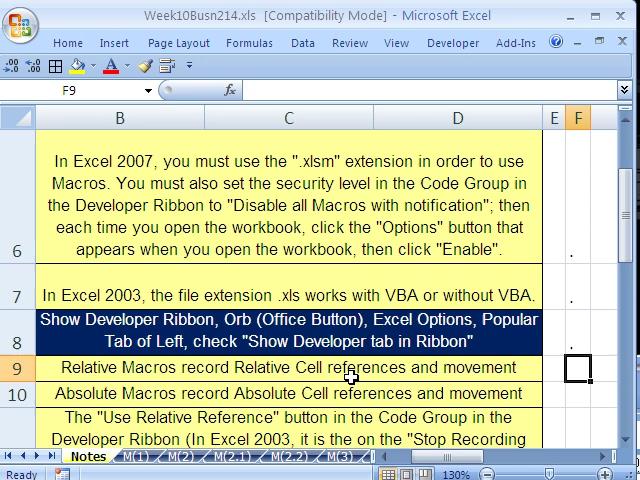 Week10Busn214.xls [Compatibility Mode] - Microsoft Excel
Home Insert Page Layout Formulas Data Review View Developer Add-Ins
F9 fx
B C D E F
In Excel 2007, you must use the ".xlsm" extension in order to use
Macros. You must also set the security level in the Code Group in
the Developer Ribbon to "Disable all Macros with notification"; then
each time you open the workbook, click the "Options" button that
6 appears when you open the workbook, then click "Enable". .
7 In Excel 2003, the file extension .xls works with VBA or without VBA. .
Show Developer Ribbon, Orb (Office Button), Excel Options, Popular
8 Tab of Left, check "Show Developer tab in Ribbon" .
9 Relative Macros record Relative Cell references and movement
10 Absolute Macros record Absolute Cell references and movement
The "Use Relative Reference" button in the Code Group in the
Developer Ribbon (In Excel 2003, it is the on the "Stop Recording
Notes M(1) M(2) M(2.1) M(2.2) M(3)
Ready 130%